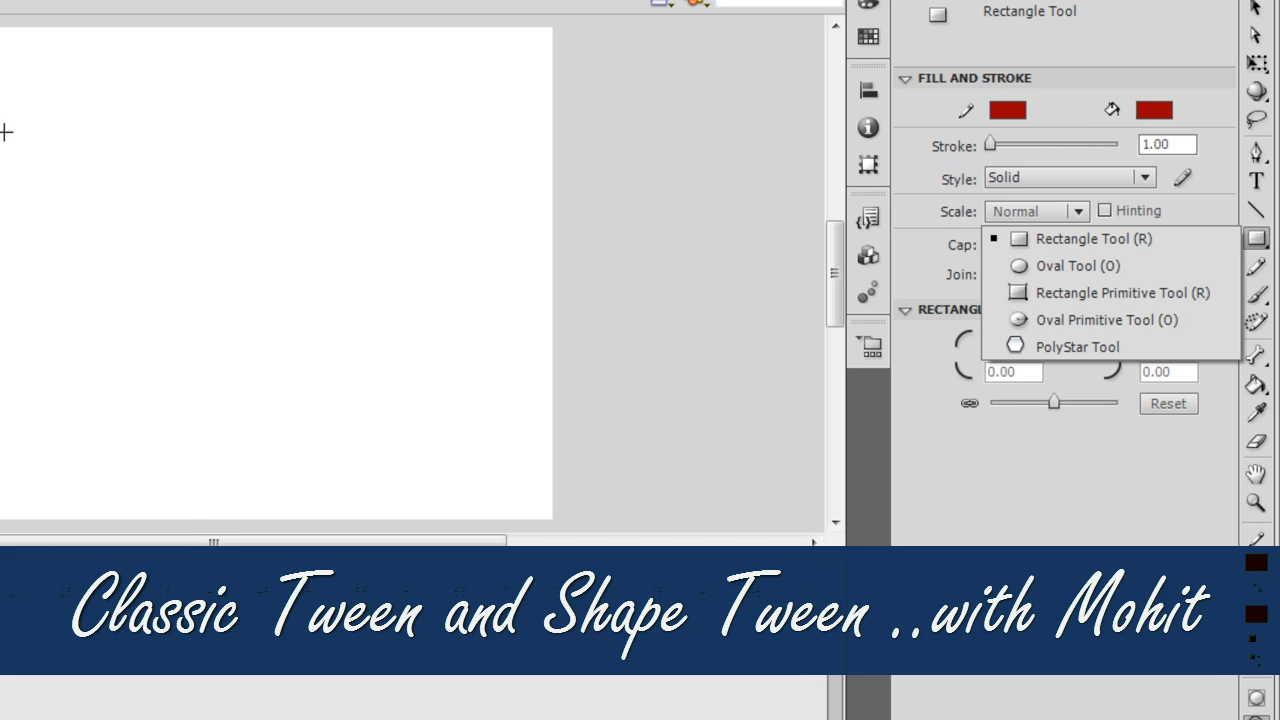 Rectangle Tool
FILL AND STROKE
Stroke: 1.00
Style: Solid
Scale: Normal Hinting
Cap:
Join:
Rectangle Tool (R)
Oval Tool (O)
Rectangle Primitive Tool (R)
Oval Primitive Tool (O)
PolyStar Tool
RECTANGL
0.00 0.00
Reset
T
Classic Tween and Shape Tween ..with Mohit